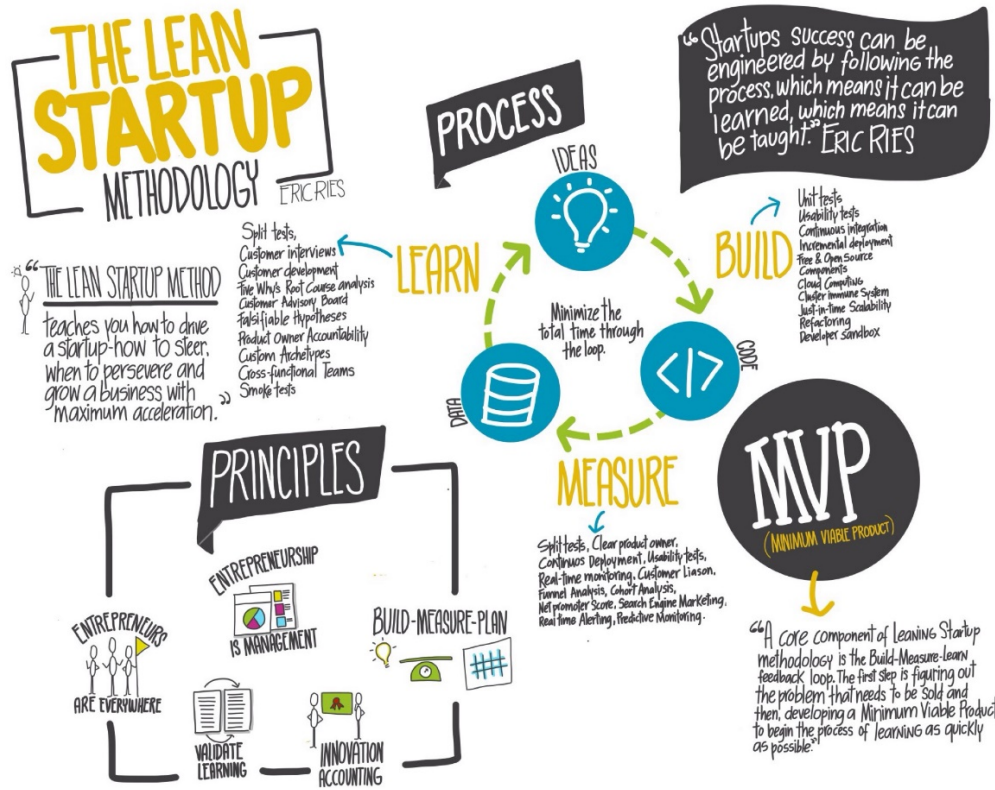 THE LEAN
STARTUP
METHODOLOGY
ERIC RIES
"THE LEAN STARTUP METHOD
teaches you how to drive
a startup-how to steer,
when to persevere and
grow a business with
maximum acceleration."
PROCESS
IDEAS
CODE
DATA
Minimize the
total time through
the loop.
LEARN
Split tests,
Customer interviews
Customer development
Five Why's Root Course analysis
Customer Advisory Board
Falsifiable Hypotheses
Product Owner Accountability
Custom Archetypes
Cross-functional Teams
Smoke tests
BUILD
Unit tests
Usability tests
Continuous integration
Incremental deployment
Free & Open Source
Components
Cloud Computing
Cluster Immune System
Just-in-time Scalability
Refactoring
Developer Sandbox
MEASURE
Split tests, Clear product owner,
Continuos Deployment, Usability tests,
Real-time monitoring, Customer Liason,
Funnel Analysis, Cohort Analysis,
Net promoter Score, Search Engine Marketing,
Real time Alerting, Predictive Monitoring.
"Startups success can be
engineered by following the
process, which means it can be
learned, which means it can
be taught." ERIC RIES
MVP
(MINIMUM VIABLE PRODUCT)
"A core component of LEANING Startup
methodology is the Build-Measure-Learn
feedback loop. The first step is figuring out
the problem that needs to be sold and
then, developing a Minimum Viable Product
to begin the process of learning as quickly
as possible."
PRINCIPLES
ENTREPRENEURS
ARE EVERYWHERE
ENTREPRENEURSHIP
IS MANAGEMENT
BUILD-MEASURE-PLAN
VALIDATE
LEARNING
INNOVATION
ACCOUNTING